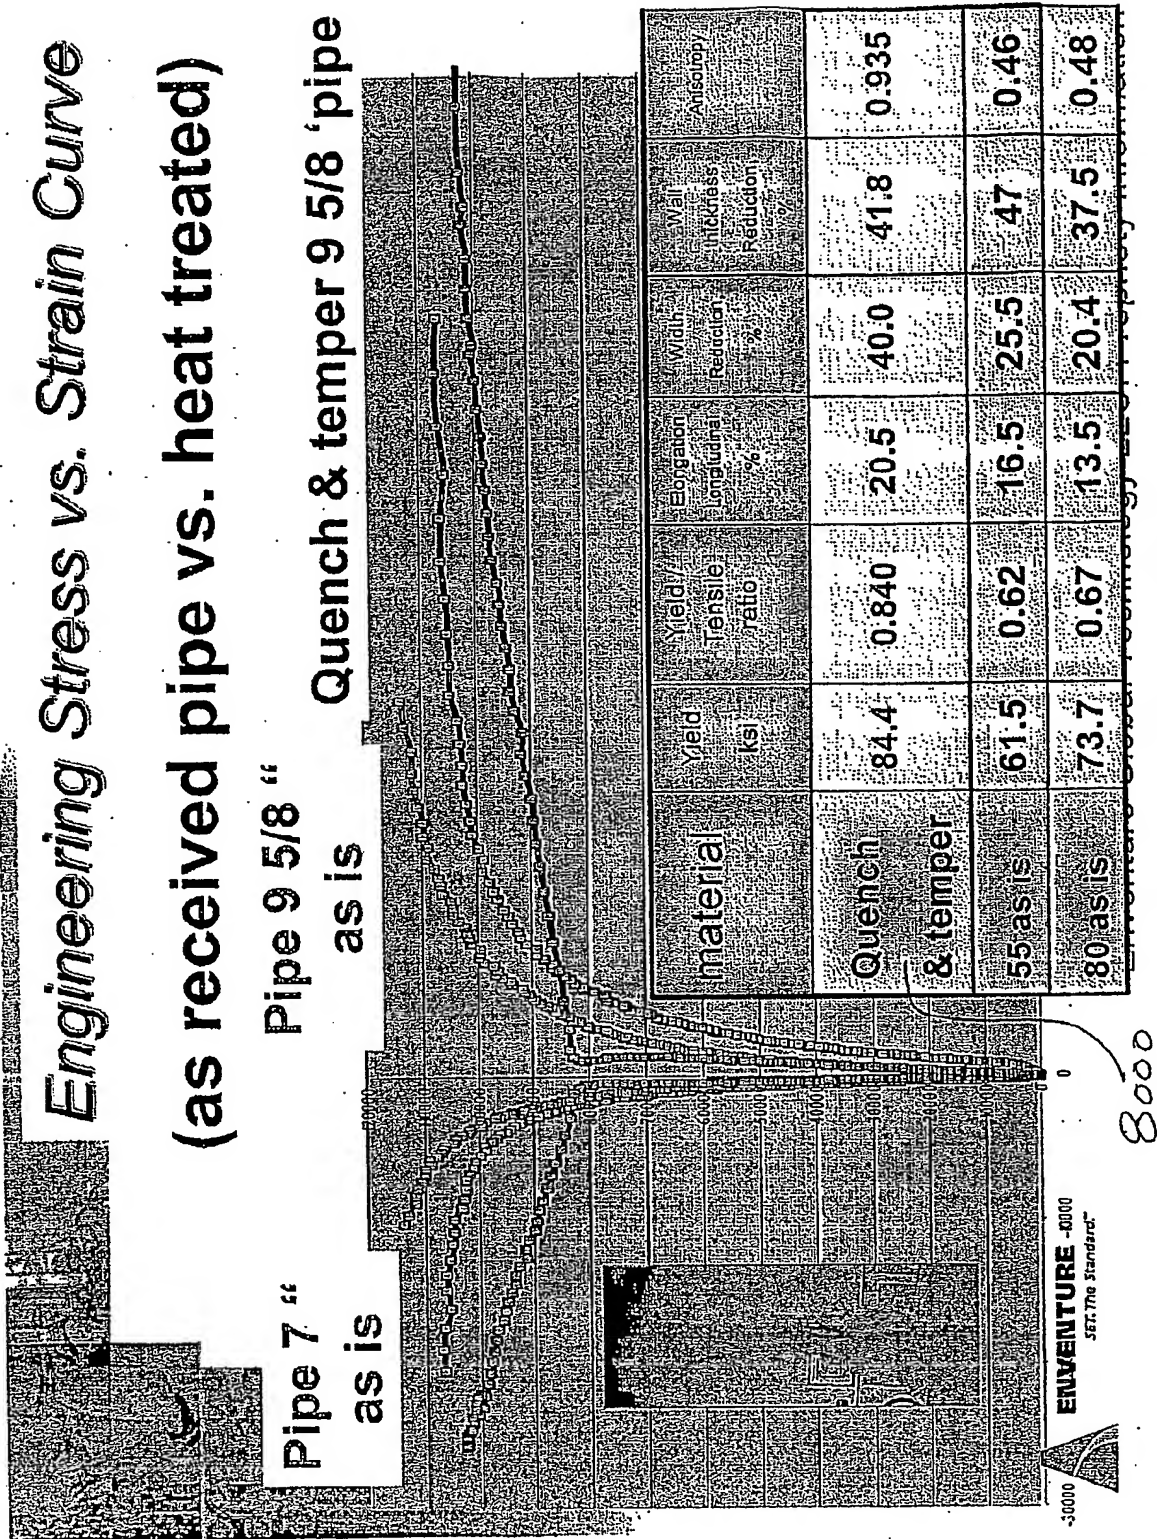 Engineering Stress vs. Strain Curve
(as received pipe vs. heat treated)
Pipe 7 “
as is
Pipe 9 5/8 “
as is
Quench & temper 9 5/8 ‘pipe
material
Yield
ksi
Yield /
Tensile
ratio
Elongation
Longitudinal
%
Width
Reduction
%
Wall
thickness
Reduction
%
Anisotropy
Quench
& temper
84.4
0.840
20.5
40.0
41.8
0.935
55 as is
61.5
0.62
16.5
25.5
47
0.46
80 as is
73.7
0.67
13.5
20.4
37.5
0.48
-30000
-10000
0
ENVENTURE
SETS The Standard.™
8000